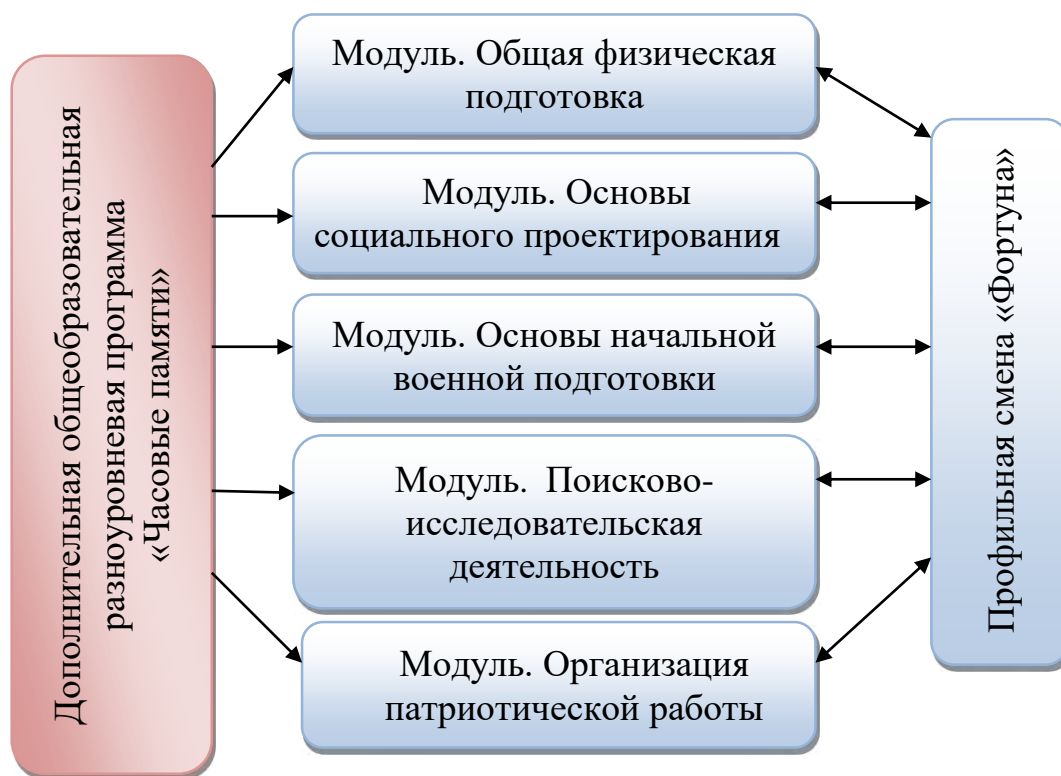 Дополнительная общеобразовательная
разноуровневая программа
«Часовые памяти»
Модуль. Общая физическая
подготовка
Модуль. Основы
социального проектирования
Модуль. Основы начальной
военной подготовки
Модуль. Поисково-
исследовательская
деятельность
Модуль. Организация
патриотической работы
Профильная смена «Фортуна»